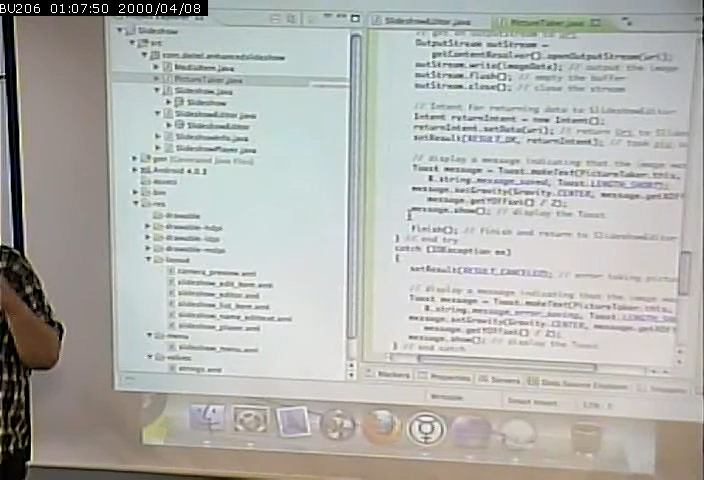 BU206 01:07:50 2000/04/08
SlideshowEditor.java
PictureTaker.java
Slideshow
src
com.deitel.enhancedslideshow
MediaItem.java
PictureTaker.java
Slideshow.java
Slideshow
SlideshowEditor.java
SlideshowEditor
SlideshowInfo.java
SlideshowPlayer.java
gen [Generated Java Files]
Android 4.0.3
assets
bin
res
drawable
drawable-hdpi
drawable-ldpi
drawable-mdpi
layout
camera_preview.xml
slideshow_edit_item.xml
slideshow_editor.xml
slideshow_list_item.xml
slideshow_name_edittext.xml
slideshow_player.xml
menu
slideshow_menu.xml
values
strings.xml
OutputStream outStream =
getContentResolver().openOutputStream(uri);
outStream.write(imageData); // output the image
outStream.flush(); // empty the buffer
outStream.close(); // close the stream
// Intent for returning data to SlideshowEditor
Intent returnIntent = new Intent();
returnIntent.setData(uri); // return Uri to Slides
setResult(RESULT_OK, returnIntent); // took pic
// display a message indicating that the image was
Toast message = Toast.makeText(PictureTaker.this,
R.string.message_saved, Toast.LENGTH_SHORT);
message.setGravity(Gravity.CENTER, message.getXOff
message.getYOffset() / 2);
message.show(); // display the Toast
finish(); // finish and return to SlideshowEditor
} // end try
catch (IOException ex)
{
setResult(RESULT_CANCELED); // error taking pictur
// display a message indicating that the image was
Toast message = Toast.makeText(PictureTaker.this,
R.string.message_error_saving, Toast.LENGTH_SH
message.setGravity(Gravity.CENTER, message.getXOff
message.getYOffset() / 2);
message.show(); // display the Toast
} // end catch
Markers
Properties
Servers
Data Source Explorer
Snippets
Writable
Smart Insert